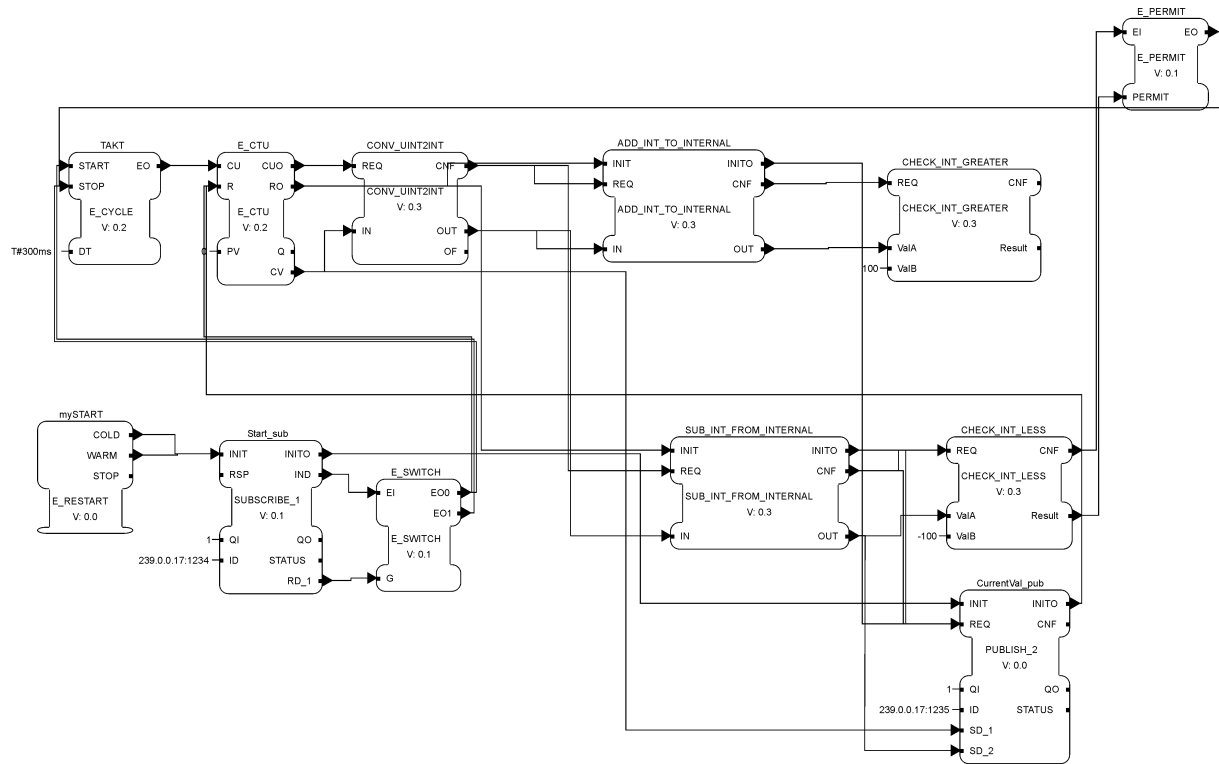 E_PERMIT
EI EO
E_PERMIT
V: 0.1
PERMIT
TAKT
START EO
STOP
E_CYCLE
V: 0.2
T#300ms DT
E_CTU
CU CUO
R RO
E_CTU
V: 0.2
0 PV Q
CV
CONV_UINT2INT
REQ CNF
CONV_UINT2INT
V: 0.3
IN OUT
OF
ADD_INT_TO_INTERNAL
INIT INITO
REQ CNF
ADD_INT_TO_INTERNAL
V: 0.3
IN OUT
CHECK_INT_GREATER
REQ CNF
CHECK_INT_GREATER
V: 0.3
ValA Result
100 ValB
mySTART
COLD
WARM
STOP
E_RESTART
V: 0.0
Start_sub
INIT INITO
RSP IND
SUBSCRIBE_1
V: 0.1
1 QI QO
239.0.0.17:1234 ID STATUS
RD_1
E_SWITCH
EI EO0
EO1
E_SWITCH
V: 0.1
G
SUB_INT_FROM_INTERNAL
INIT INITO
REQ CNF
SUB_INT_FROM_INTERNAL
V: 0.3
IN OUT
CHECK_INT_LESS
REQ CNF
CHECK_INT_LESS
V: 0.3
ValA Result
-100 ValB
CurrentVal_pub
INIT INITO
REQ CNF
PUBLISH_2
V: 0.0
1 QI QO
239.0.0.17:1235 ID STATUS
SD_1
SD_2